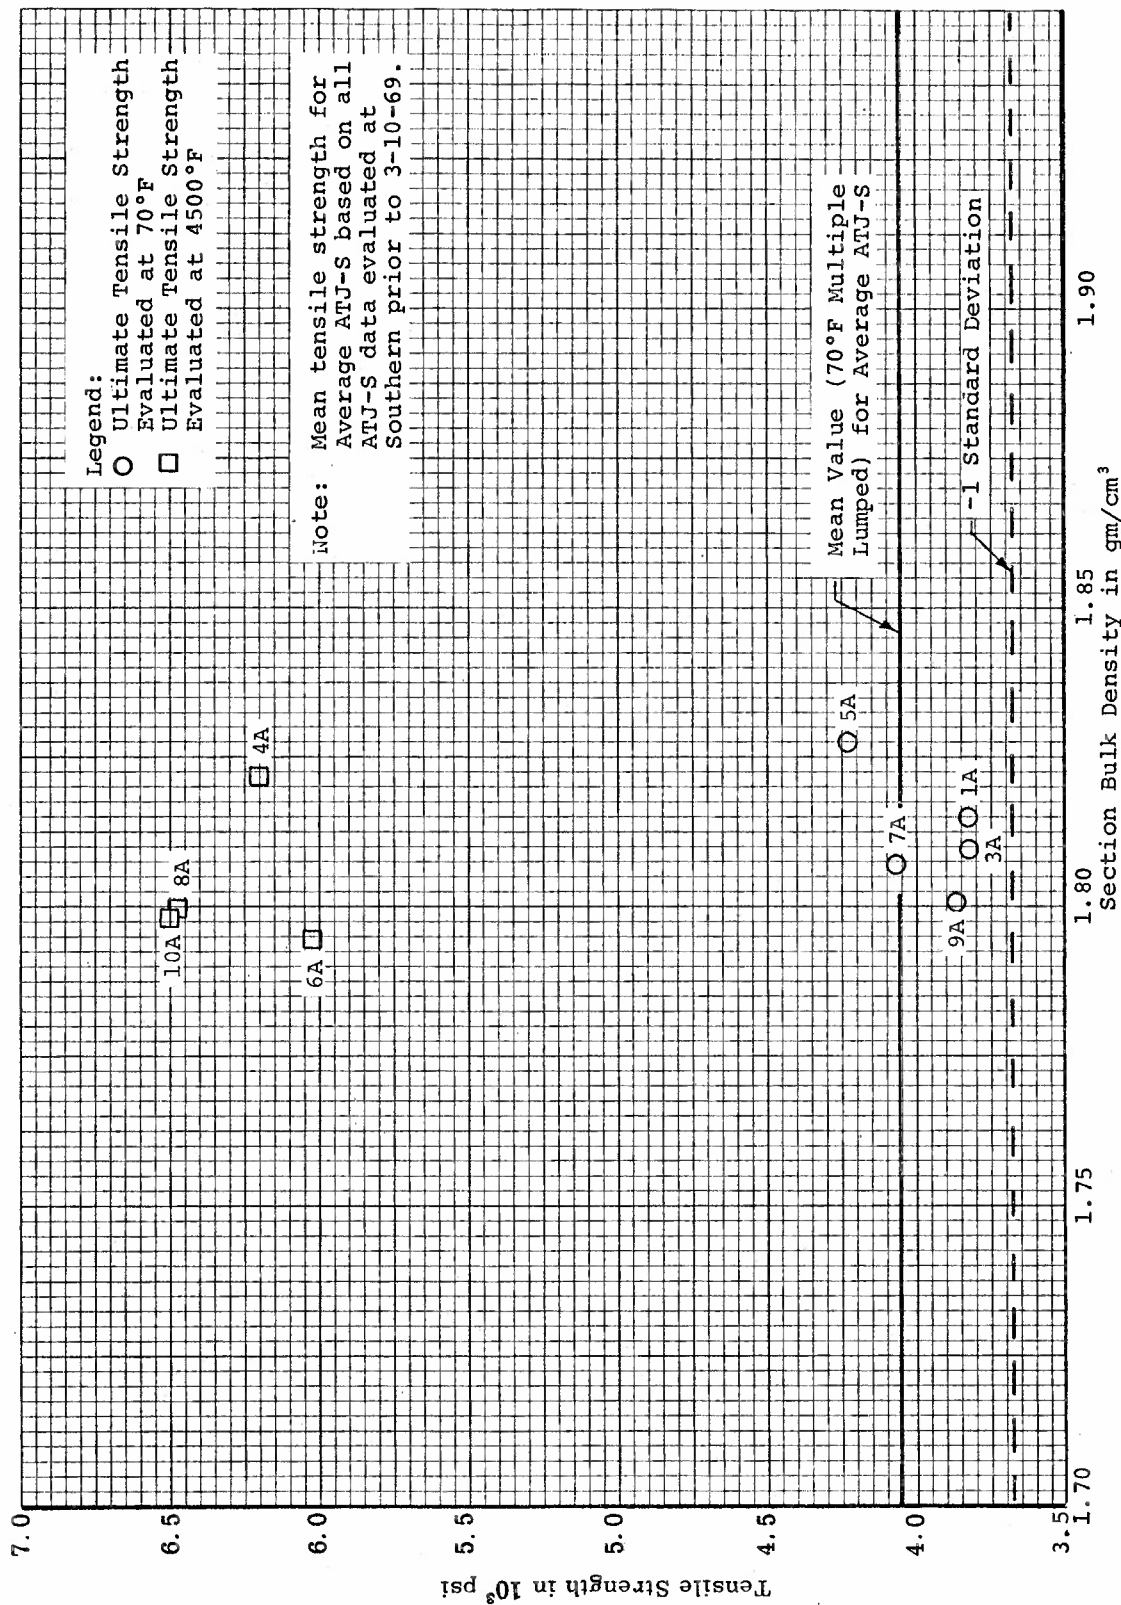 Legend:
○ Ultimate Tensile Strength
Evaluated at 70°F
□ Ultimate Tensile Strength
Evaluated at 4500°F
Note: Mean tensile strength for
Average ATJ-S based on all
ATJ-S data evaluated at
Southern prior to 3-10-69.
10A
8A
4A
6A
Mean Value (70°F Multiple
Lumped) for Average ATJ-S
-1 Standard Deviation
5A
7A
9A
1A
3A
7.0
6.5
6.0
5.5
5.0
4.5
4.0
3.5
Tensile Strength in 10³ psi
1.70
1.75
1.80
1.85
1.90
Section Bulk Density in gm/cm³